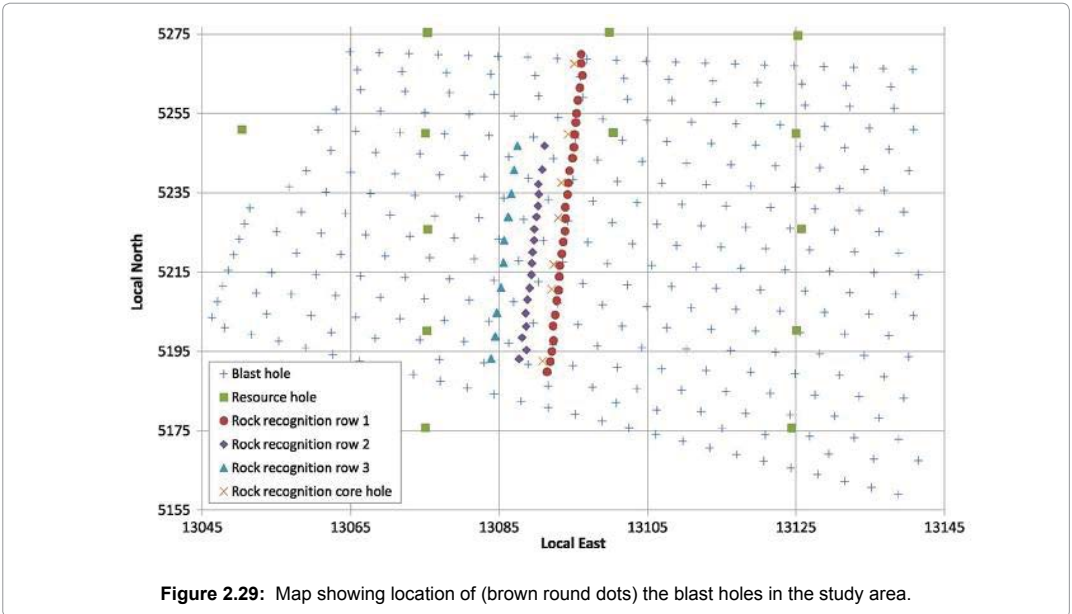 5275
5255
5235
5215
5195
5175
5155
Local North
Blast hole
Resource hole
Rock recognition row 1
Rock recognition row 2
Rock recognition row 3
Rock recognition core hole
13045 13065 13085 13105 13125 13145
Local East
Figure 2.29: Map showing location of (brown round dots) the blast holes in the study area.